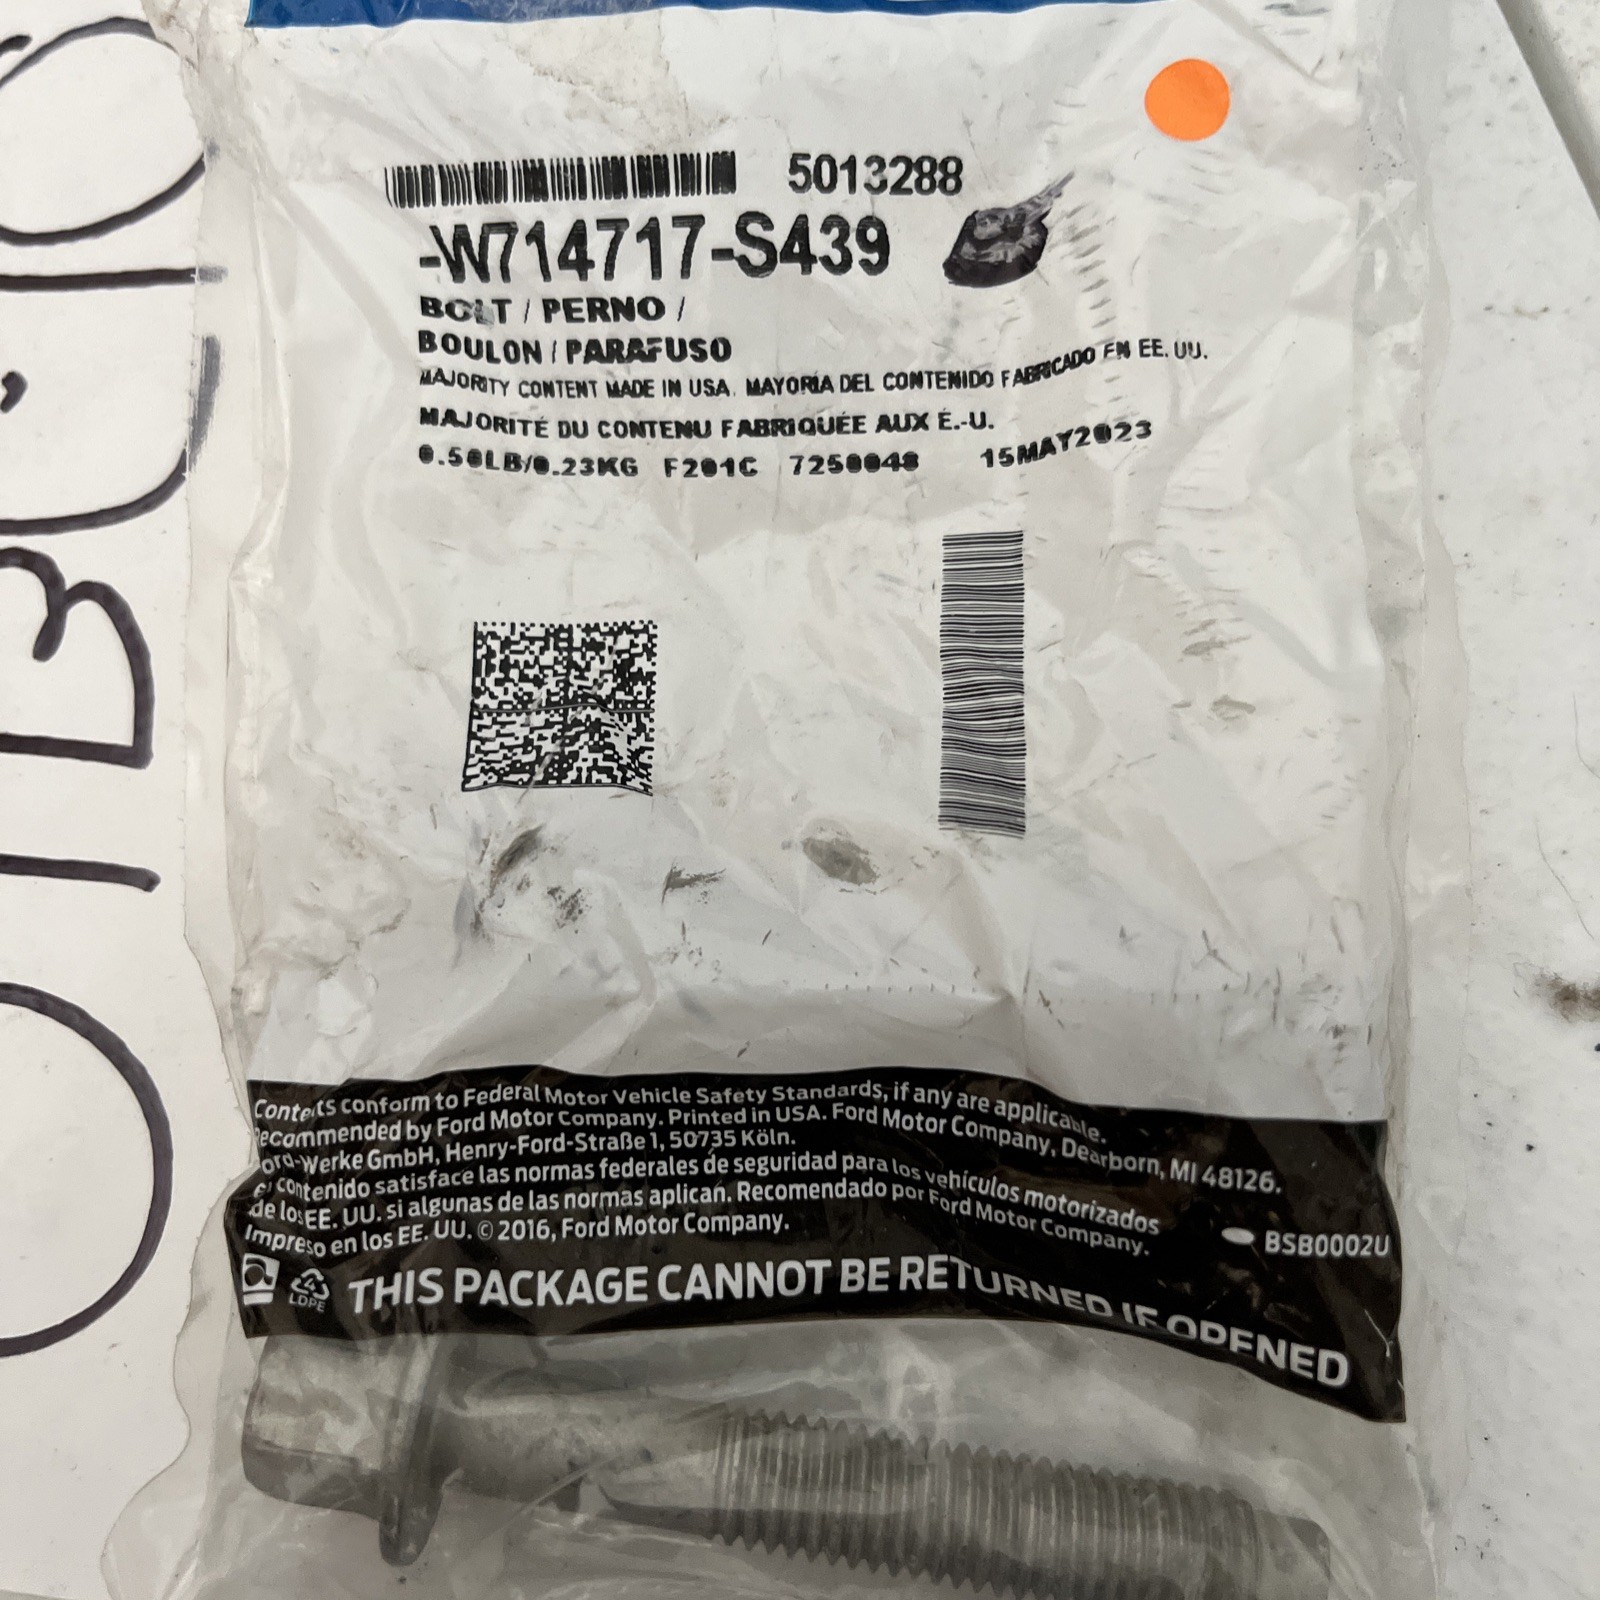 5013288
-W714717-S439
BOLT / PERNO /
BOULON / PARAFUSO
MAJORITY CONTENT MADE IN USA. MAYORÍA DEL CONTENIDO FABRICADO EN EE. UU.
MAJORITÉ DU CONTENU FABRIQUÉE AUX É.-U.
0.50LB/0.23KG F201C 7250048 15MAY2023
Contents conform to Federal Motor Vehicle Safety Standards, if any are applicable.
Recommended by Ford Motor Company. Printed in USA. Ford Motor Company, Dearborn, MI 48126.
Ford-Werke GmbH, Henry-Ford-Straße 1, 50735 Köln.
El contenido satisface las normas federales de seguridad para los vehículos motorizados
de los EE. UU. si algunas de las normas aplican. Recomendado por Ford Motor Company.
Impreso en los EE. UU. © 2016, Ford Motor Company.
BSB0002U
4
LDPE
THIS PACKAGE CANNOT BE RETURNED IF OPENED